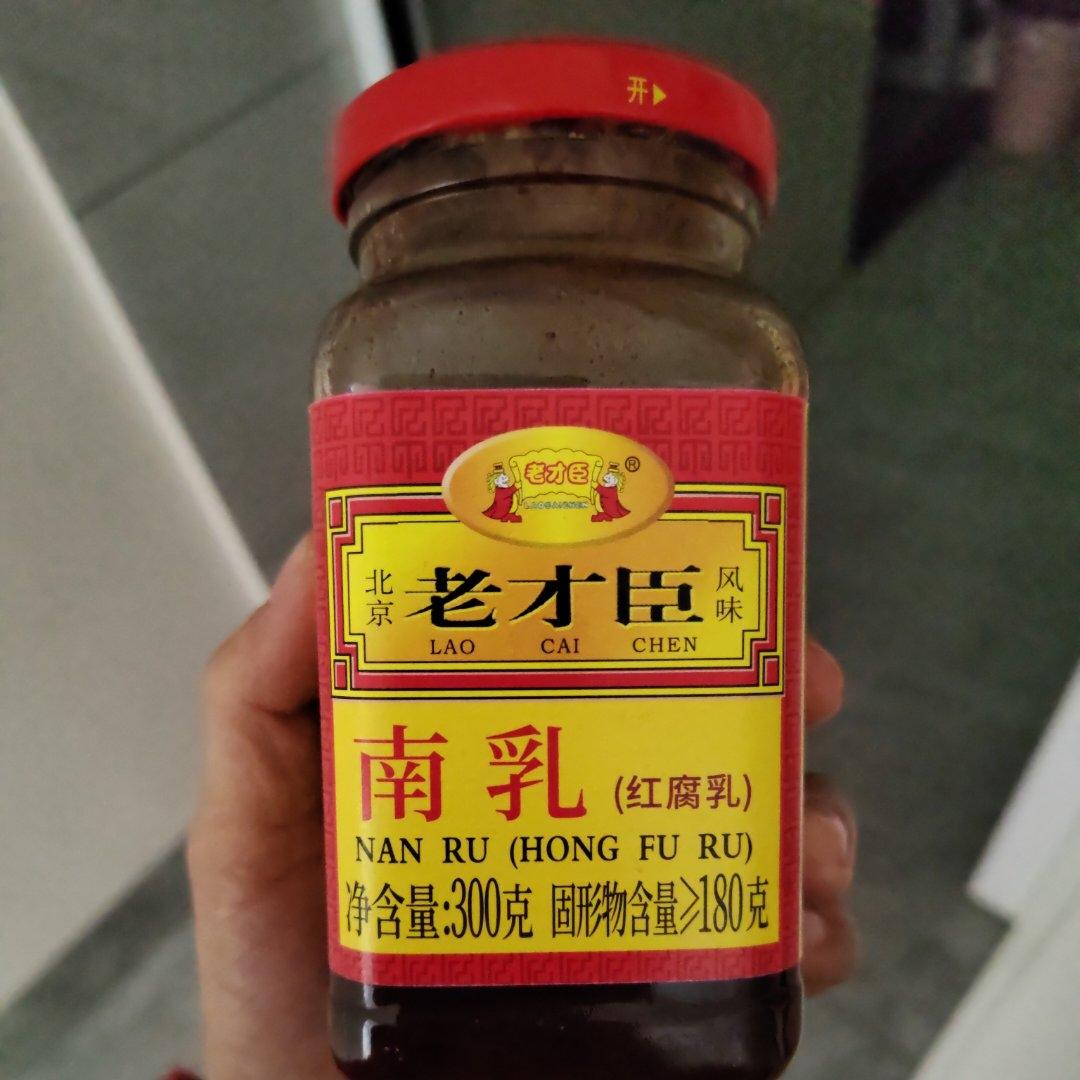 开
老才臣 ®
LAOCAICHEN
北京 老才臣 风味
LAO CAI CHEN
南乳 (红腐乳)
NAN RU (HONG FU RU)
净含量:300克 固形物含量≥180克